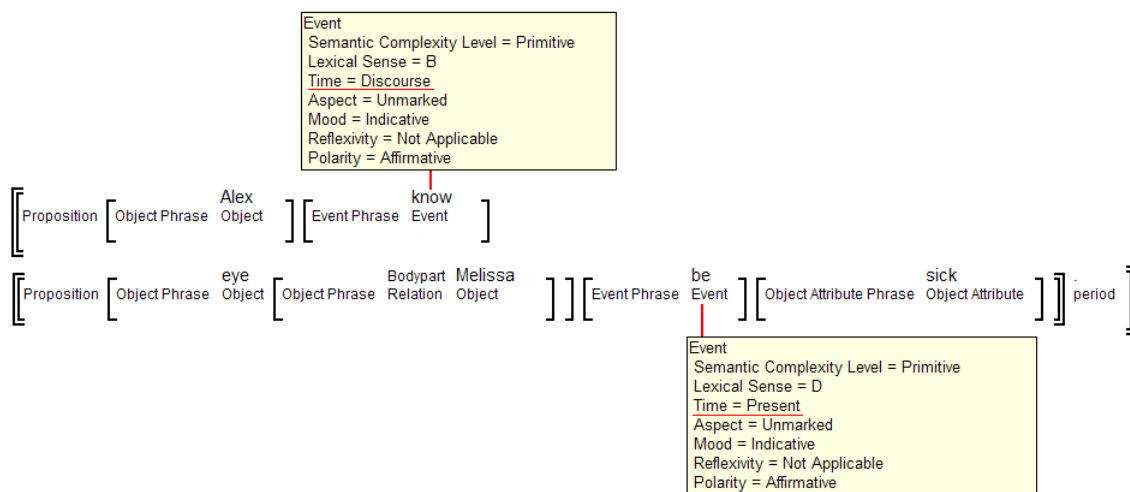 Event
Semantic Complexity Level = Primitive
Lexical Sense = B
Time = Discourse
Aspect = Unmarked
Mood = Indicative
Reflexivity = Not Applicable
Polarity = Affirmative
Alex know
Proposition Object Phrase Object Event Phrase Event
eye Bodypart Melissa be sick .
Proposition Object Phrase Object Object Phrase Relation Object Event Phrase Event Object Attribute Phrase Object Attribute period
Event
Semantic Complexity Level = Primitive
Lexical Sense = D
Time = Present
Aspect = Unmarked
Mood = Indicative
Reflexivity = Not Applicable
Polarity = Affirmative